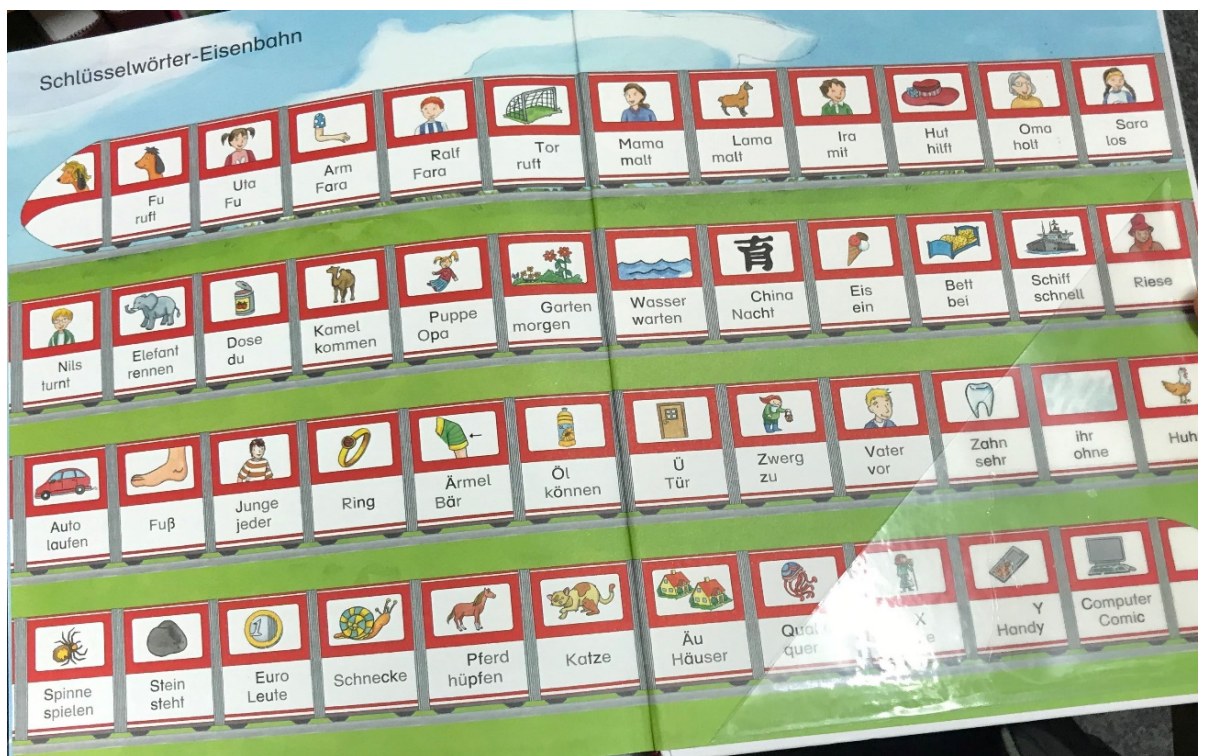 Schlüsselwörter-Eisenbahn
Fu
ruft
Uta
Fu
Arm
Fara
Ralf
Fara
Tor
ruft
Mama
malt
Lama
malt
Ira
mit
Hut
hilft
Oma
holt
Sara
los
Nils
turnt
Elefant
rennen
Dose
du
Kamel
kommen
Puppe
Opa
Garten
morgen
Wasser
warten
育
China
Nacht
Eis
ein
Bett
bei
Schiff
schnell
Riese
Auto
laufen
Fuß
Junge
jeder
Ring
Ärmel
Bär
Öl
können
Ü
Tür
Zwerg
zu
Vater
vor
Zahn
sehr
ihr
ohne
Huh
Spinne
spielen
Stein
steht
1
Euro
Leute
Schnecke
Pferd
hüpfen
Katze
Äu
Häuser
quer
X
Y
Handy
Computer
Comic